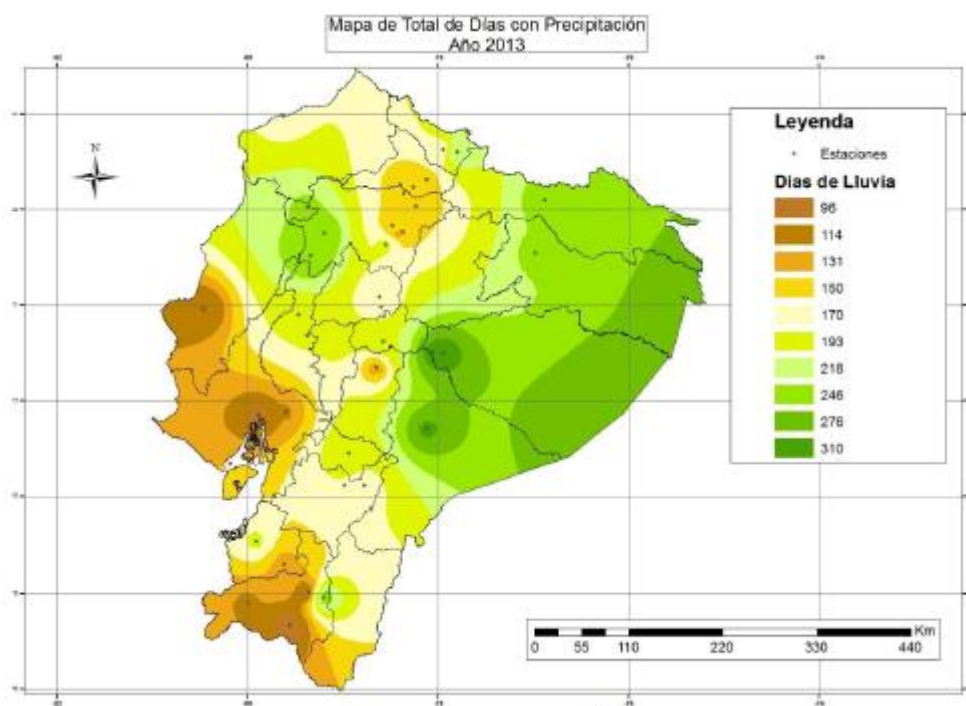 Mapa de Total de Días con Precipitación
Año 2013
N
Leyenda
Estaciones
Dias de Lluvia
96
114
131
150
170
193
218
246
276
310
Km
0 55 110 220 330 440